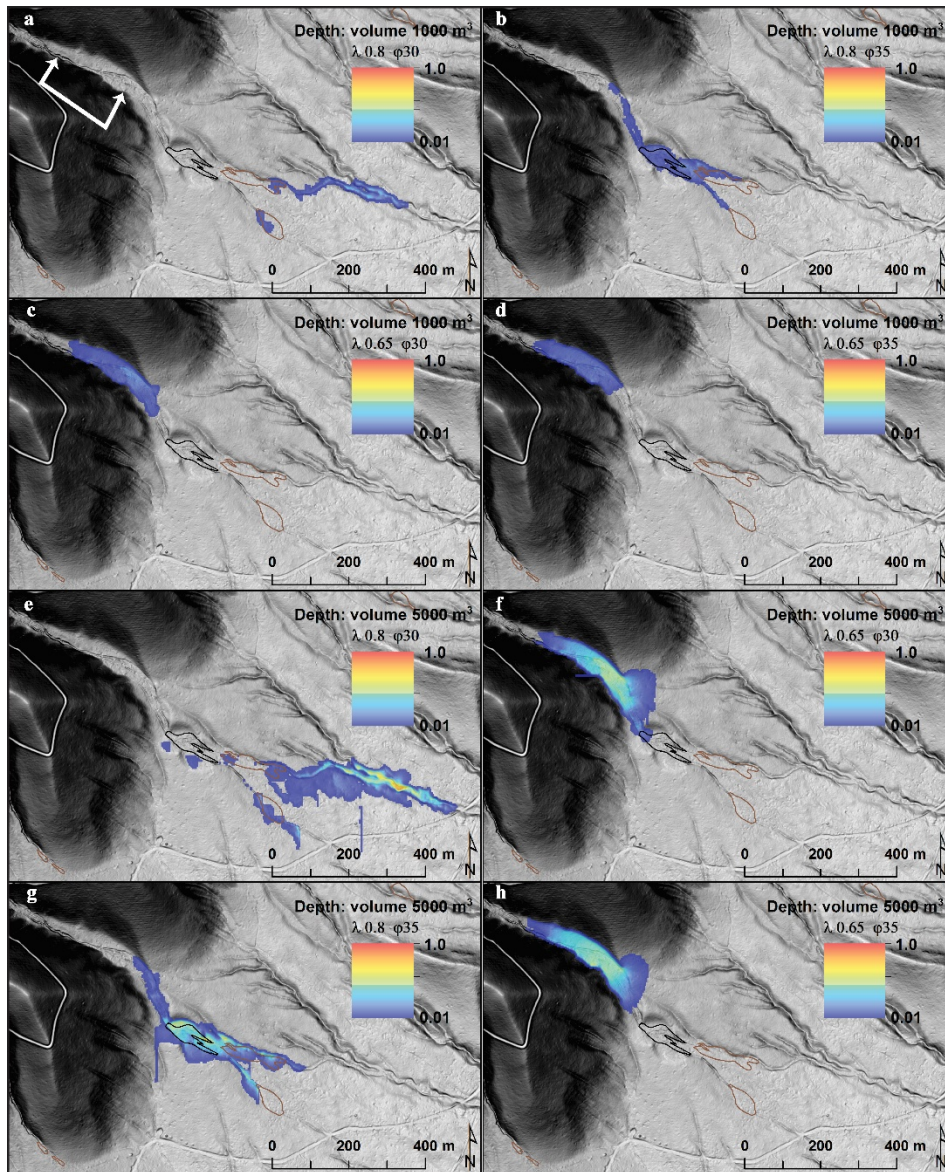 a
Depth: volume 1000 m³
λ 0.8 φ30
1.0
0.01
0 200 400 m
N
b
Depth: volume 1000 m³
λ 0.8 φ35
1.0
0.01
0 200 400 m
N
c
Depth: volume 1000 m³
λ 0.65 φ30
1.0
0.01
0 200 400 m
N
d
Depth: volume 1000 m³
λ 0.65 φ35
1.0
0.01
0 200 400 m
N
e
Depth: volume 5000 m³
λ 0.8 φ30
1.0
0.01
0 200 400 m
N
f
Depth: volume 5000 m³
λ 0.65 φ30
1.0
0.01
0 200 400 m
N
g
Depth: volume 5000 m³
λ 0.8 φ35
1.0
0.01
0 200 400 m
N
h
Depth: volume 5000 m³
λ 0.65 φ35
1.0
0.01
0 200 400 m
N